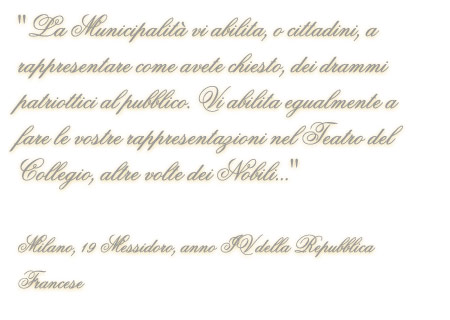 " La Municipalità vi abilita, o cittadini, a
rappresentare come avete chiesto, dei drammi
patriottici al pubblico. Vi abilita egualmente a
fare le vostre rappresentazioni nel Teatro del
Collegio, altre volte dei Nobili..."
Milano, 19 Messidoro, anno IV della Repubblica
Francese